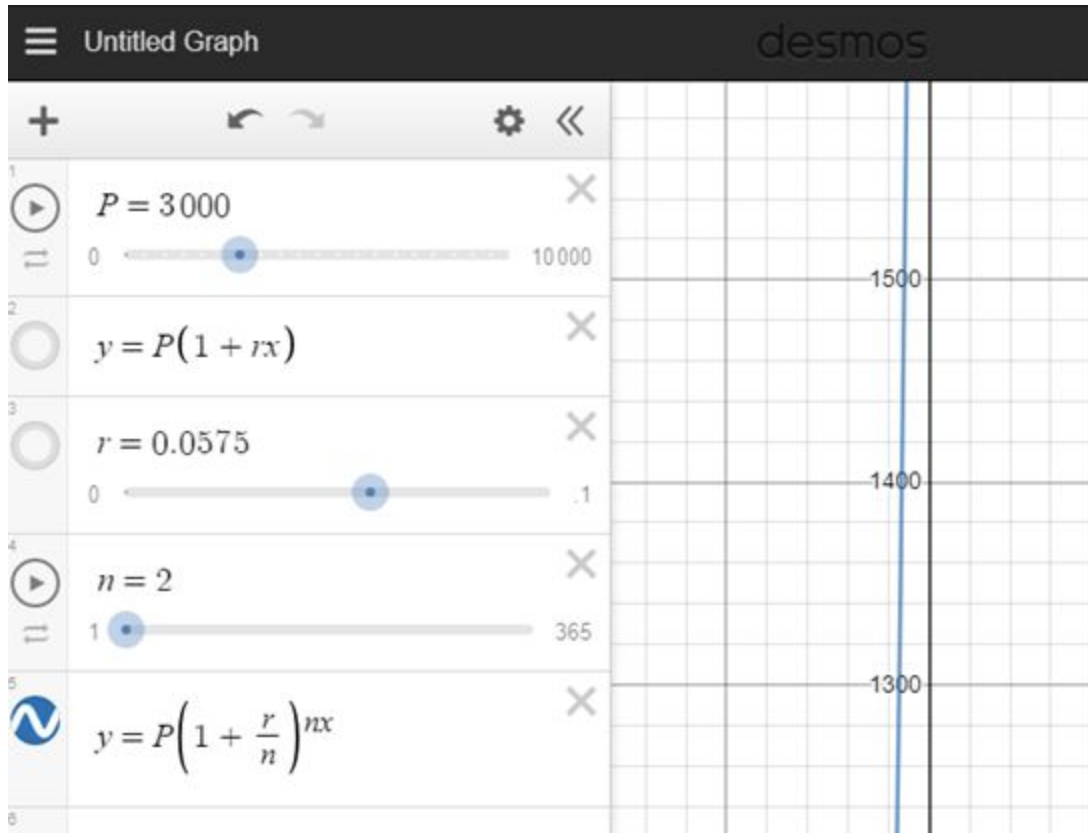 Untitled Graph
desmos
1
P = 3000
0 10000
2
y = P(1 + rx)
3
r = 0.0575
0 .1
4
n = 2
1 365
5
y = P(1 + r/n)^{nx}
6
1500
1400
1300